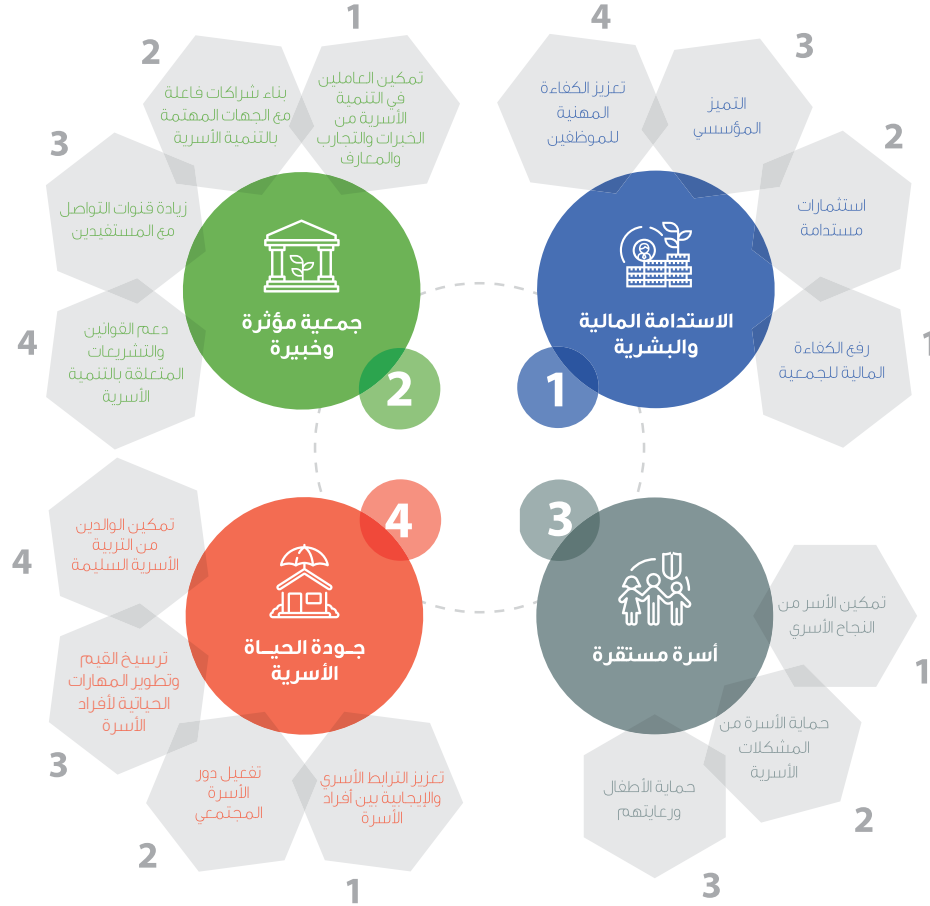 الاستدامة المالية
والبشرية
1
1
رفع الكفاءة
المالية للجمعية
2
استثمارات
مستدامة
3
التميز
المؤسسي
4
تعزيز الكفاءة
المهنية
للموظفين
جمعية مؤثرة
وخبيرة
2
1
تمكين العاملين
في التنمية
الأسرية من
الخبرات والتجارب
والمعارف
2
بناء شراكات فاعلة
مع الجهات المهتمة
بالتنمية الأسرية
3
زيادة قنوات التواصل
مع المستفيدين
4
دعم القوانين
والتشريعات
المتعلقة بالتنمية
الأسرية
3
أسرة مستقرة
تمكين الأسر من
النجاح الأسري
1
حماية الأسرة من
المشكلات
الأسرية
2
حماية الأطفال
ورعايتهم
3
4
جـودة الحيــاة
الأسرية
تعزيز الترابط الأسري
والإيجابية بين أفراد
الأسرة
1
تفعيل دور
الأسرة
المجتمعي
2
ترسيخ القيم
وتطوير المهارات
الحياتية لأفراد
الأسرة
3
تمكين الوالدين
من التربية
الأسرية السليمة
4